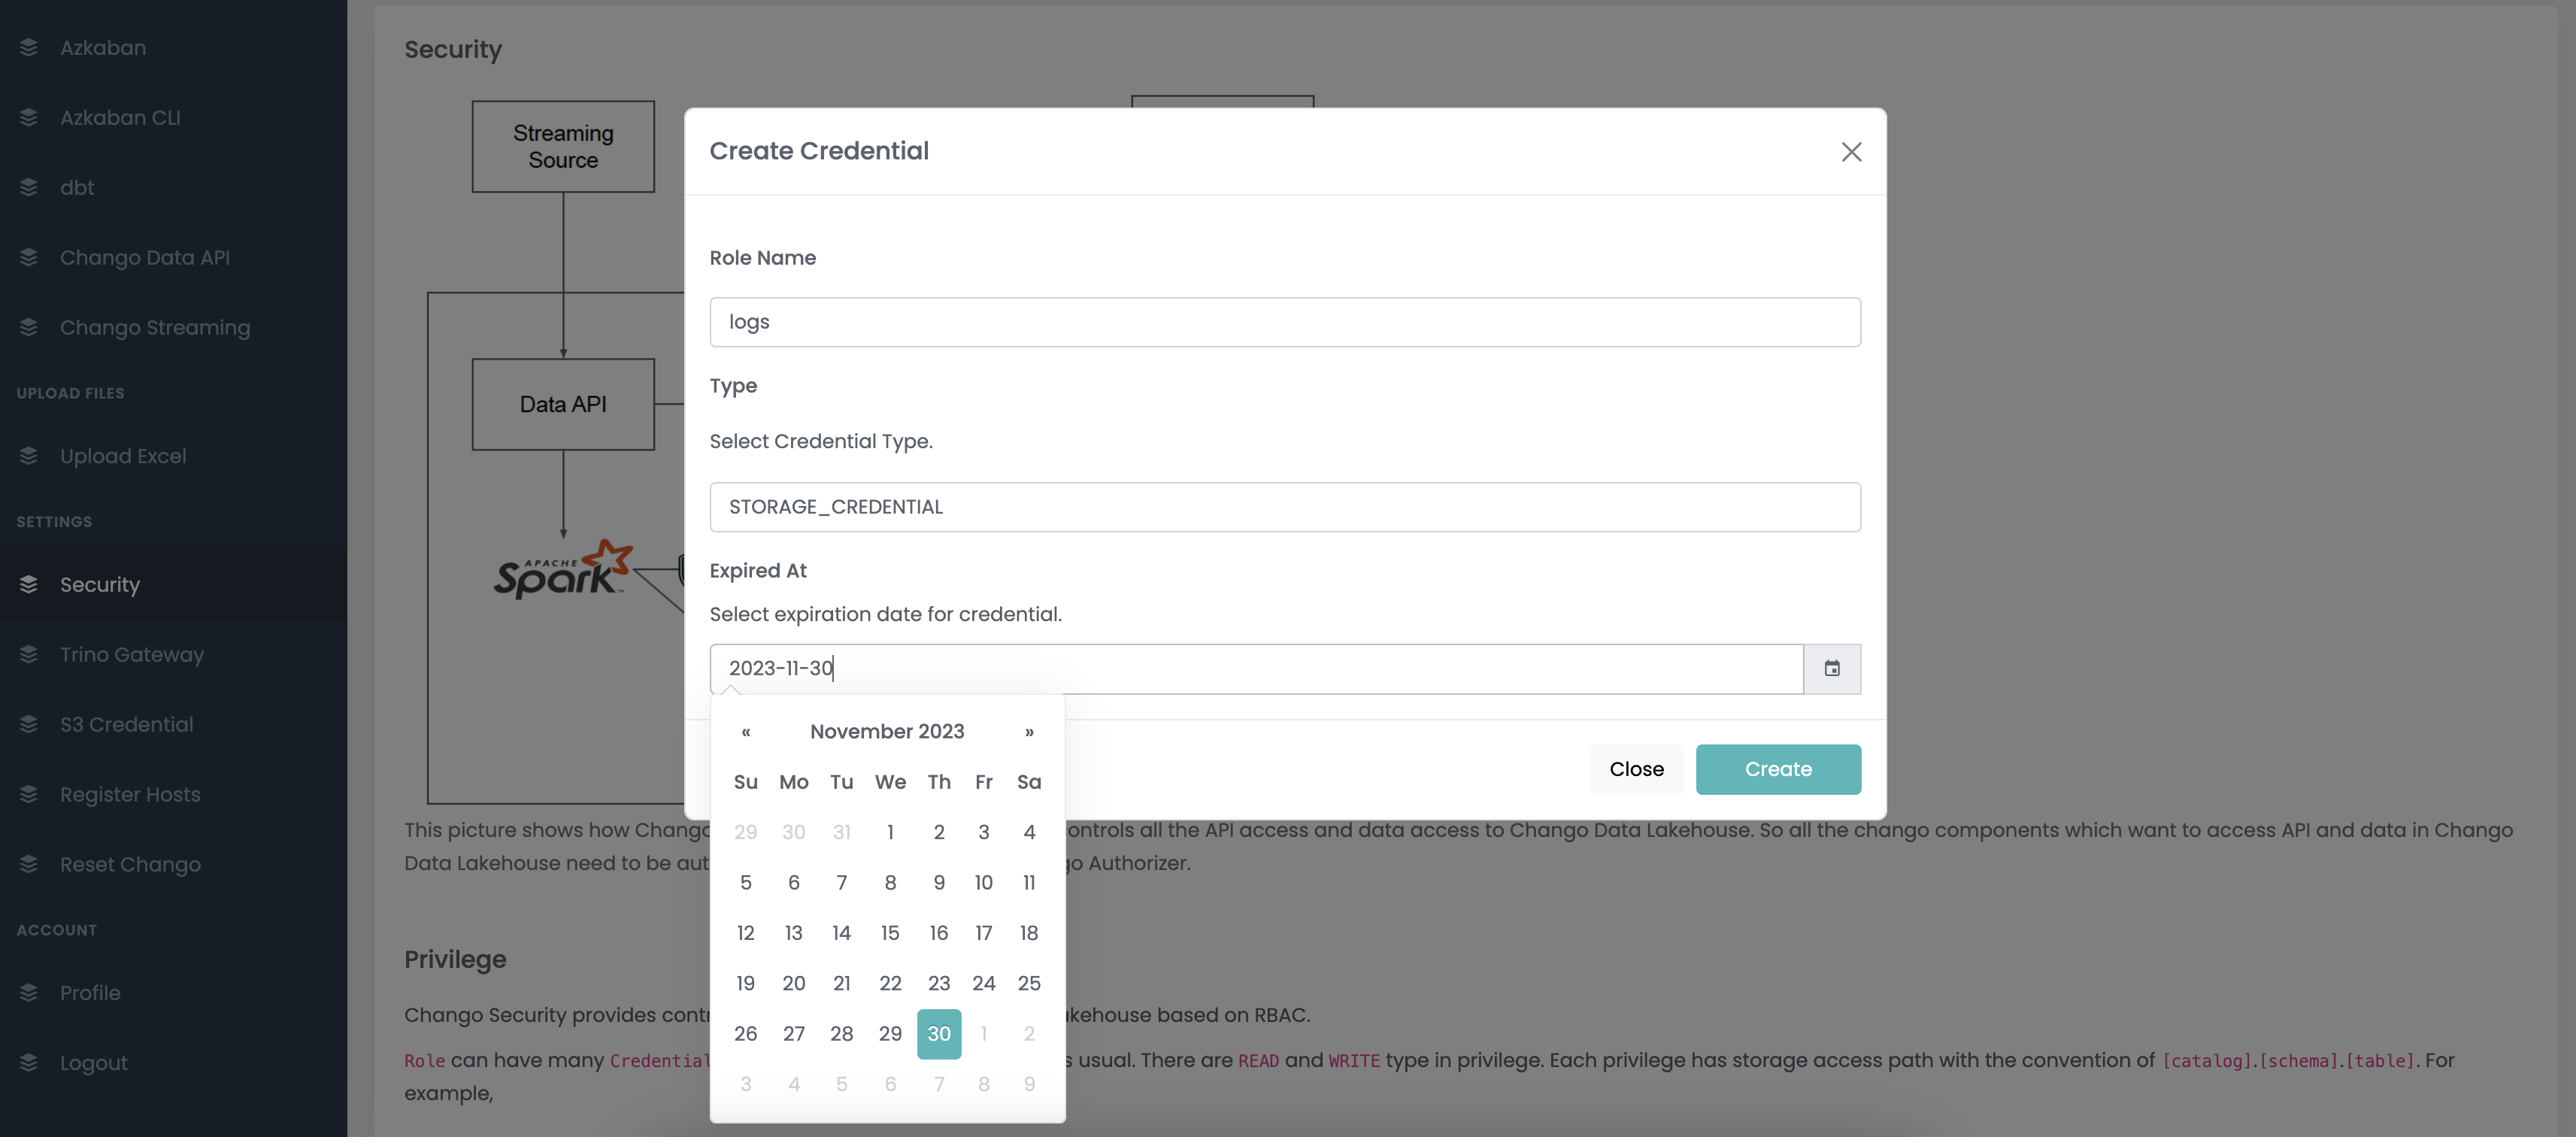 Azkaban
Azkaban CLI
dbt
Chango Data API
Chango Streaming
UPLOAD FILES
Upload Excel
SETTINGS
Security
Trino Gateway
S3 Credential
Register Hosts
Reset Chango
ACCOUNT
Profile
Logout
Security
Streaming
Source
Data API
APACHE
Spark™
Create Credential
Role Name
logs
Type
Select Credential Type.
STORAGE_CREDENTIAL
Expired At
Select expiration date for credential.
2023-11-30
« November 2023 »
Su Mo Tu We Th Fr Sa
29 30 31 1 2 3 4
5 6 7 8 9 10 11
12 13 14 15 16 17 18
19 20 21 22 23 24 25
26 27 28 29 30 1 2
3 4 5 6 7 8 9
Close Create
This picture shows how Chango ontrols all the API access and data access to Chango Data Lakehouse. So all the chango components which want to access API and data in Chango
Data Lakehouse need to be aut go Authorizer.
Privilege
Chango Security provides contr akehouse based on RBAC.
Role can have many Credential s usual. There are READ and WRITE type in privilege. Each privilege has storage access path with the convention of [catalog].[schema].[table]. For
example,